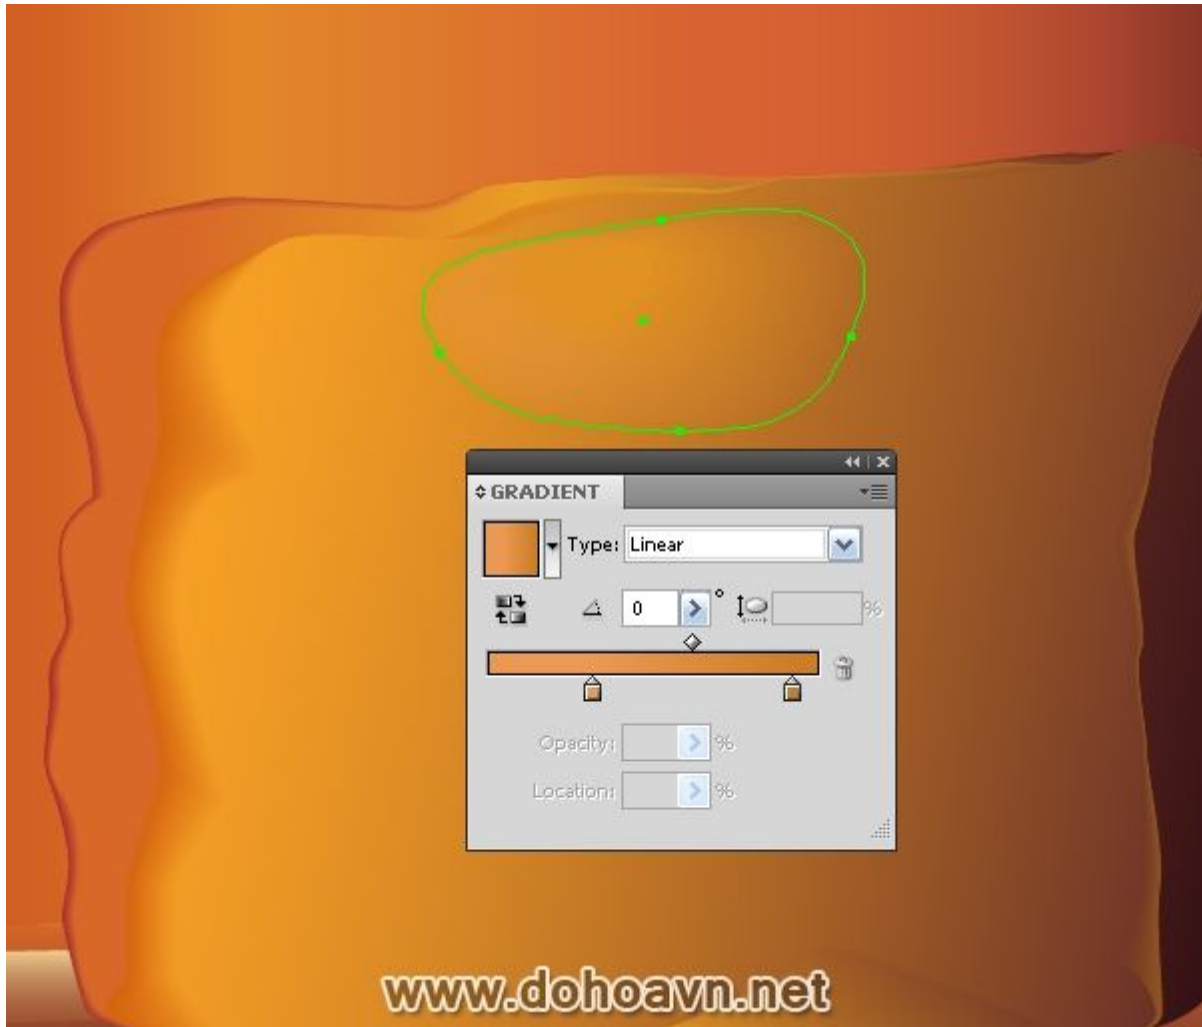 GRADIENT
Type: Linear
0 ° %
Opacity: %
Location: %
www.dohoavn.net